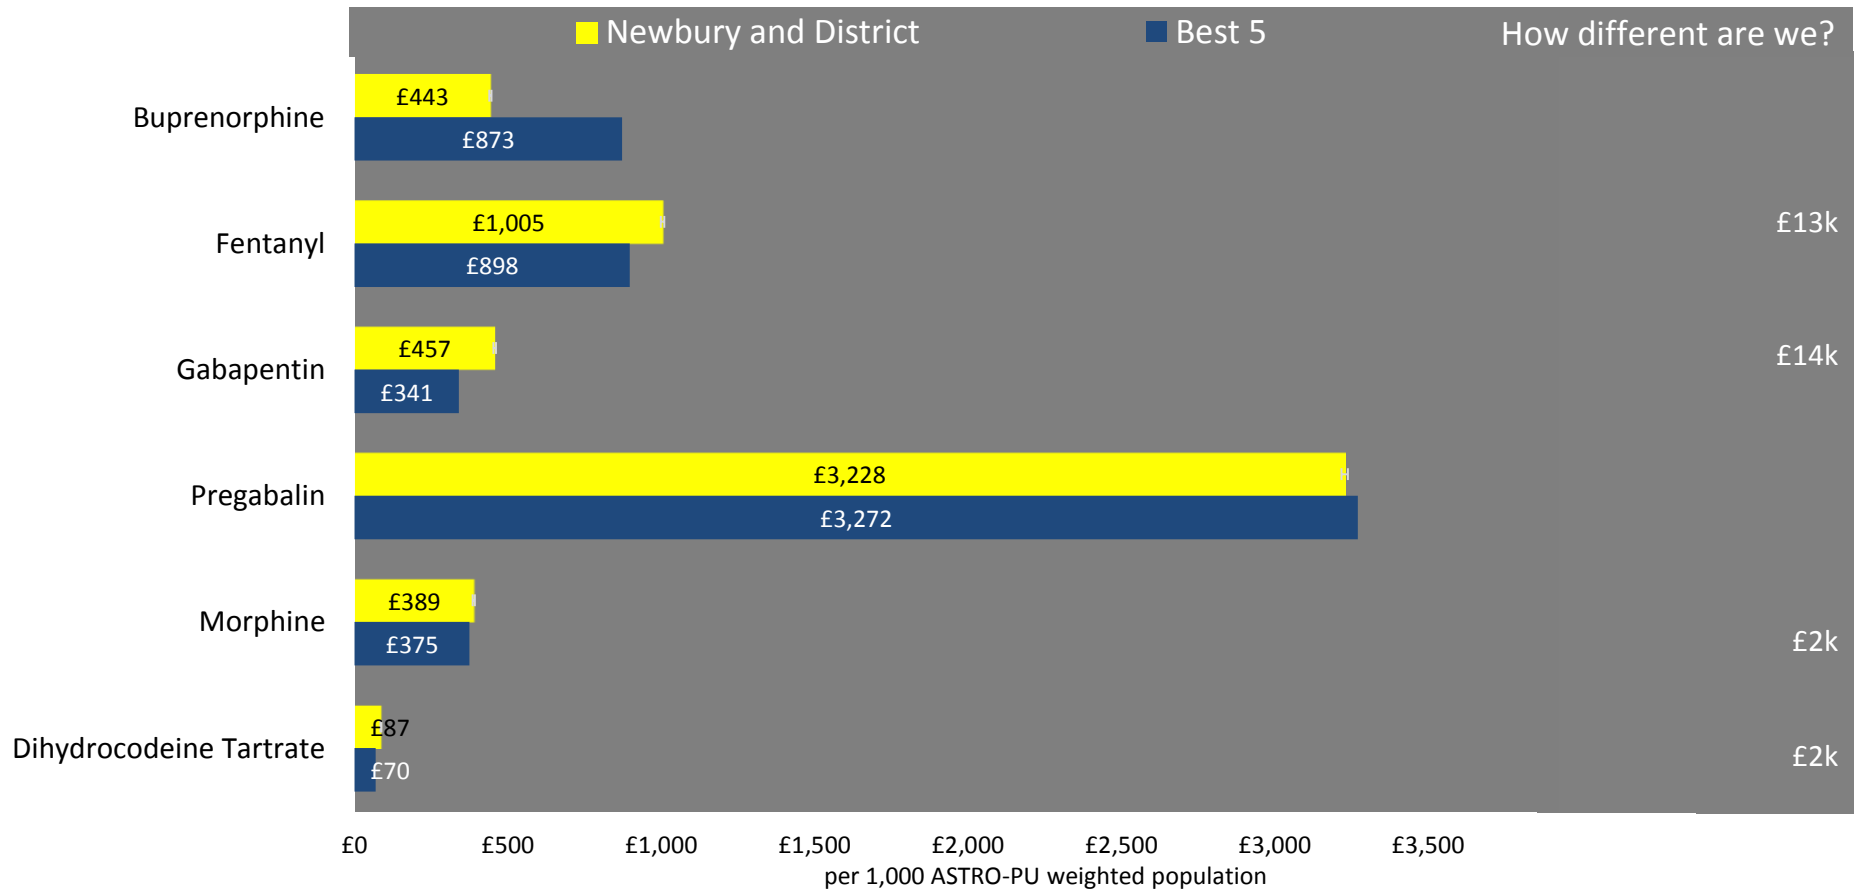 Newbury and District Best 5 How different are we?
Buprenorphine £443
£873
Fentanyl £1,005 £13k
£898
Gabapentin £457 £14k
£341
Pregabalin £3,228
£3,272
Morphine £389 £2k
£375
Dihydrocodeine Tartrate £87 £2k
£70
£0 £500 £1,000 £1,500 £2,000 £2,500 £3,000 £3,500
per 1,000 ASTRO-PU weighted population